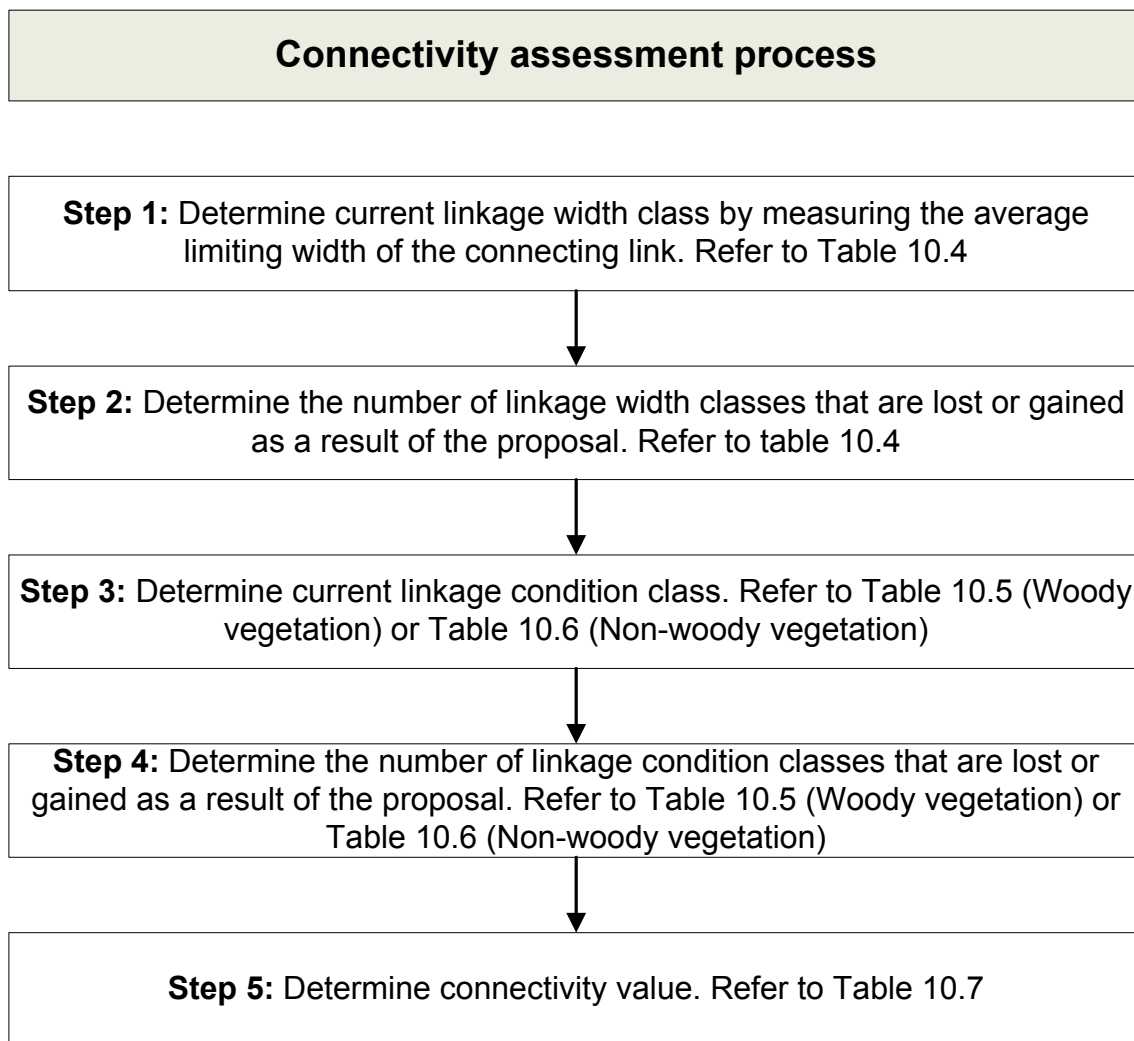 Connectivity assessment process
Step 1: Determine current linkage width class by measuring the average
limiting width of the connecting link. Refer to Table 10.4
Step 2: Determine the number of linkage width classes that are lost or gained
as a result of the proposal. Refer to table 10.4
Step 3: Determine current linkage condition class. Refer to Table 10.5 (Woody
vegetation) or Table 10.6 (Non-woody vegetation)
Step 4: Determine the number of linkage condition classes that are lost or
gained as a result of the proposal. Refer to Table 10.5 (Woody vegetation) or
Table 10.6 (Non-woody vegetation)
Step 5: Determine connectivity value. Refer to Table 10.7